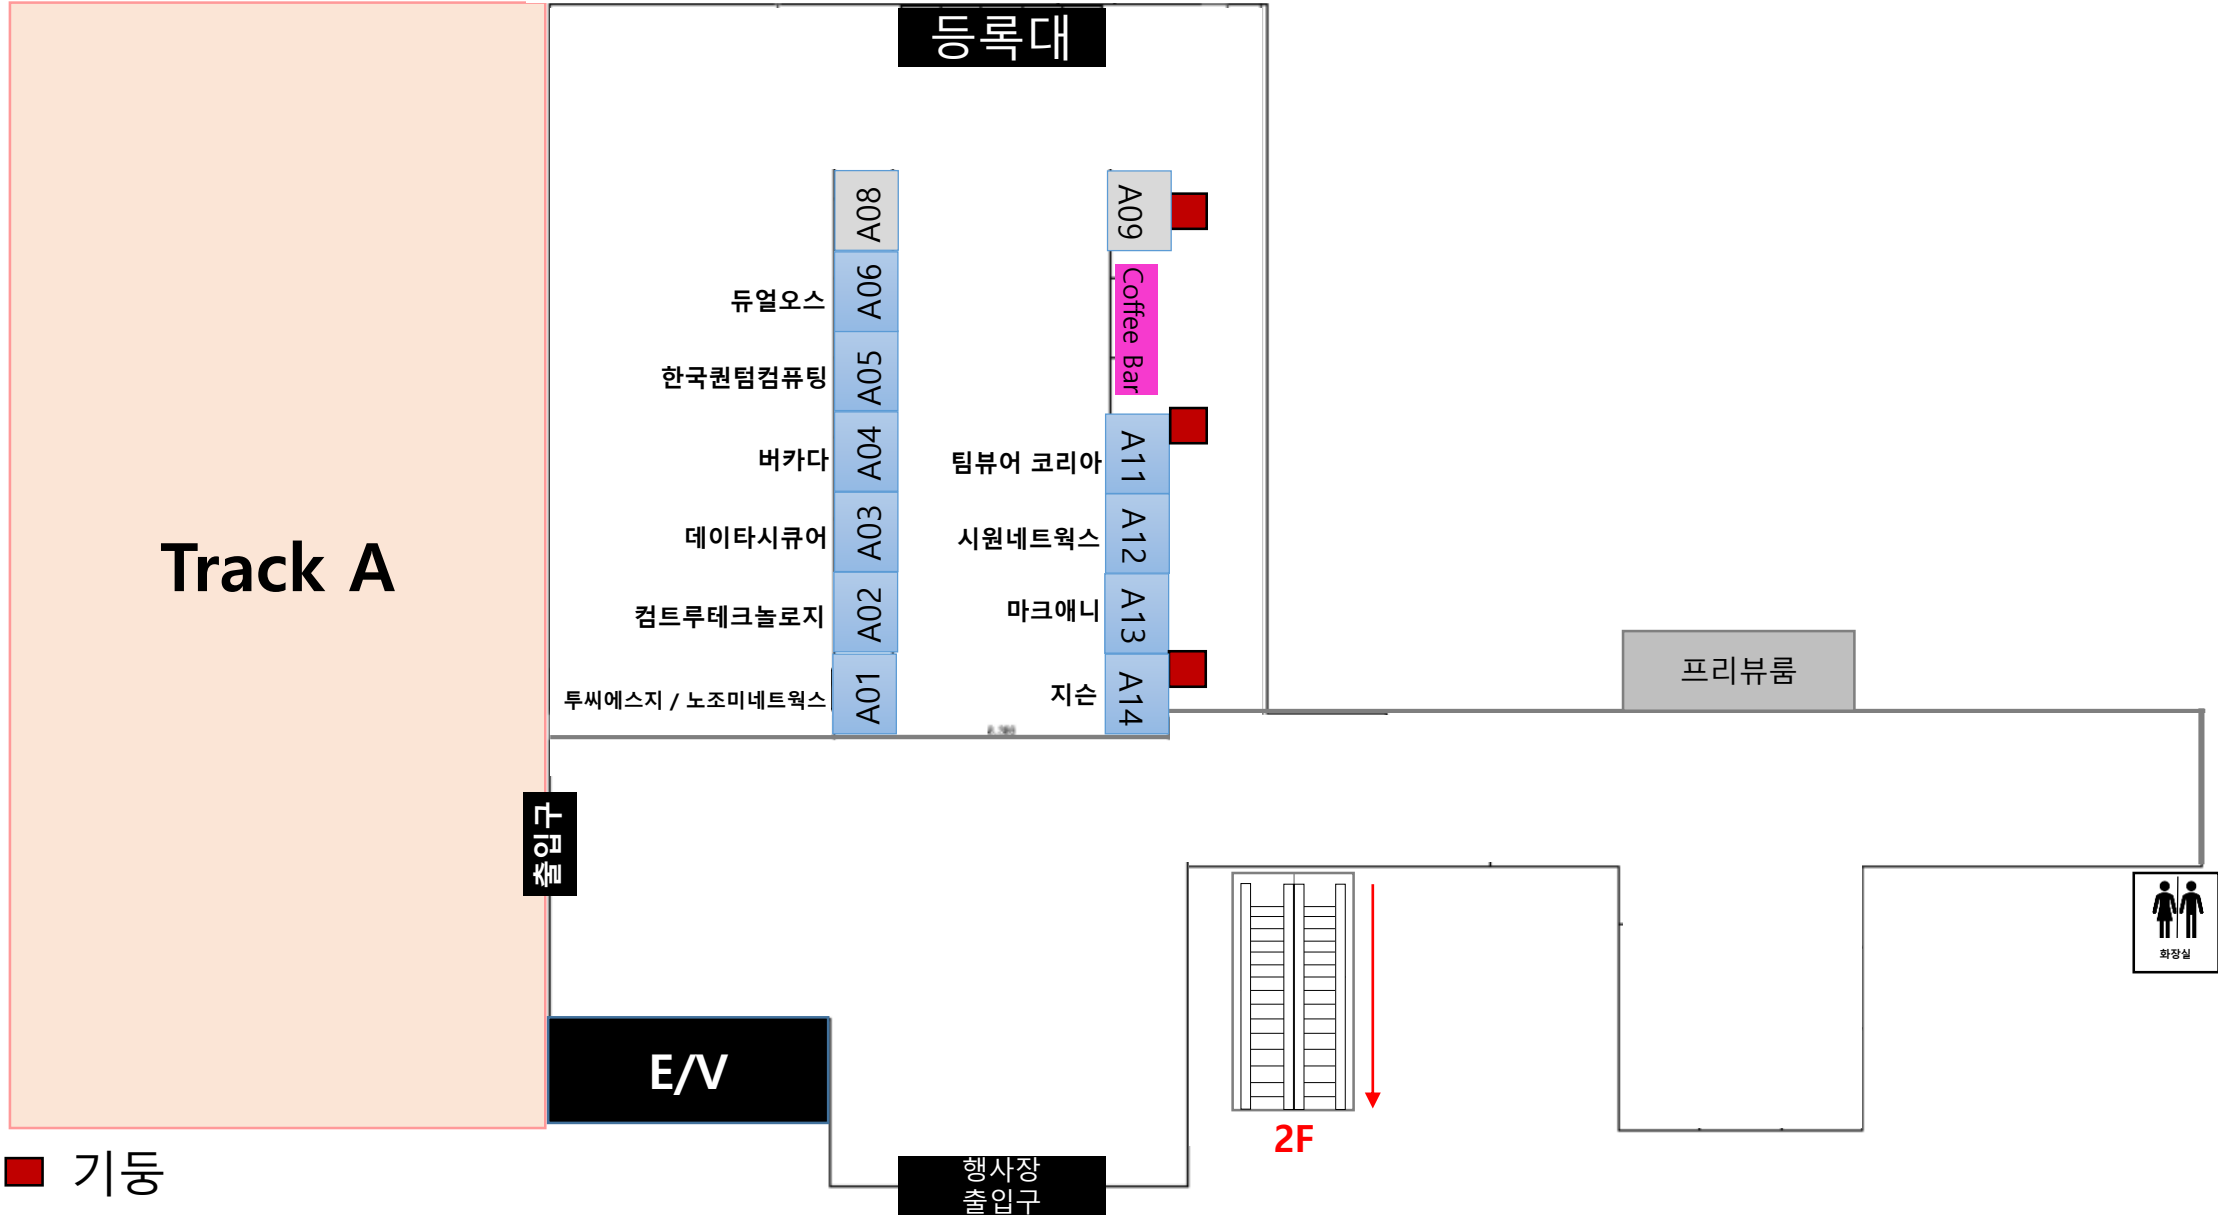 등록대
A08
A09
듀얼오스
A06
Coffee Bar
한국퀀텀컴퓨팅
A05
버카다
A04
팀뷰어 코리아
A11
데이타시큐어
A03
시원네트웍스
A12
Track A
컴트루테크놀로지
A02
마크애니
A13
투씨에스지 / 노조미네트웍스
A01
지슨
A14
프리뷰룸
출입구
화장실
E/V
2F
기둥
행사장
출입구